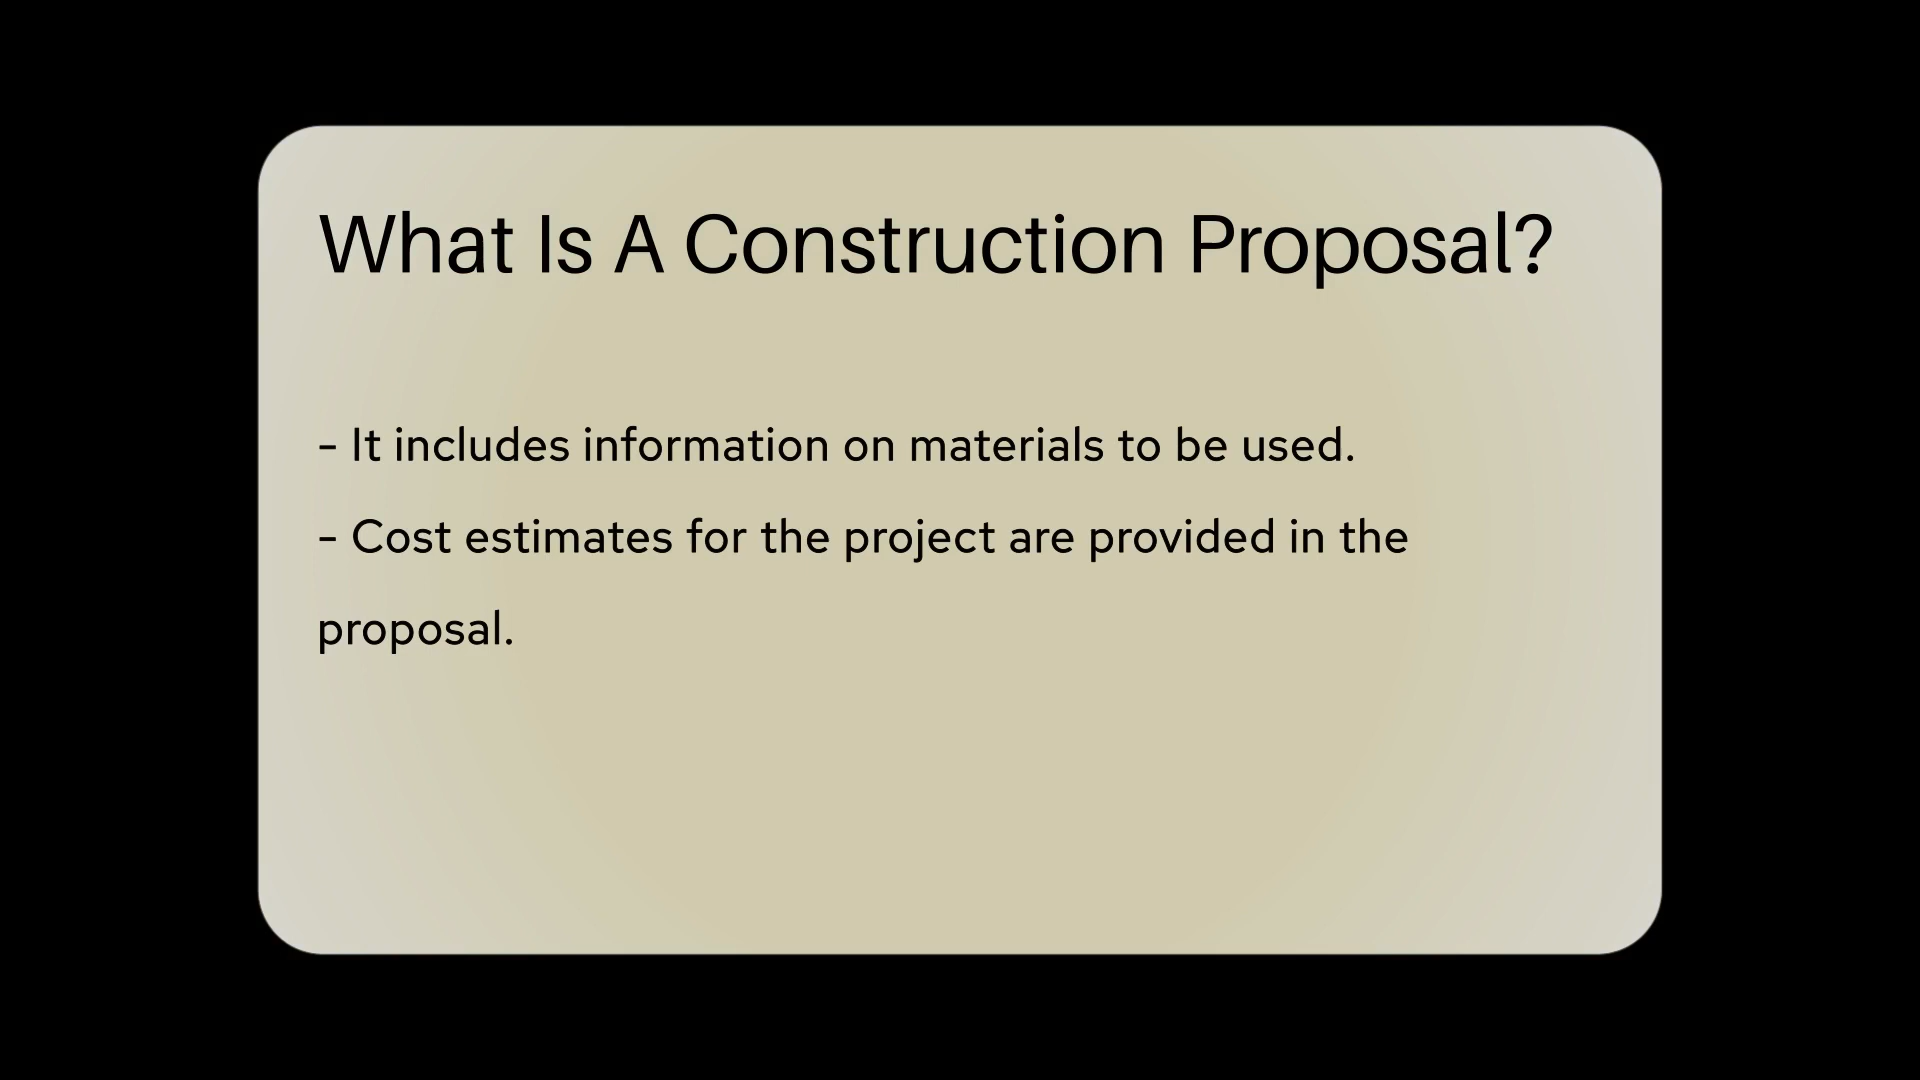 What Is A Construction Proposal?
- It includes information on materials to be used.
- Cost estimates for the project are provided in the
proposal.